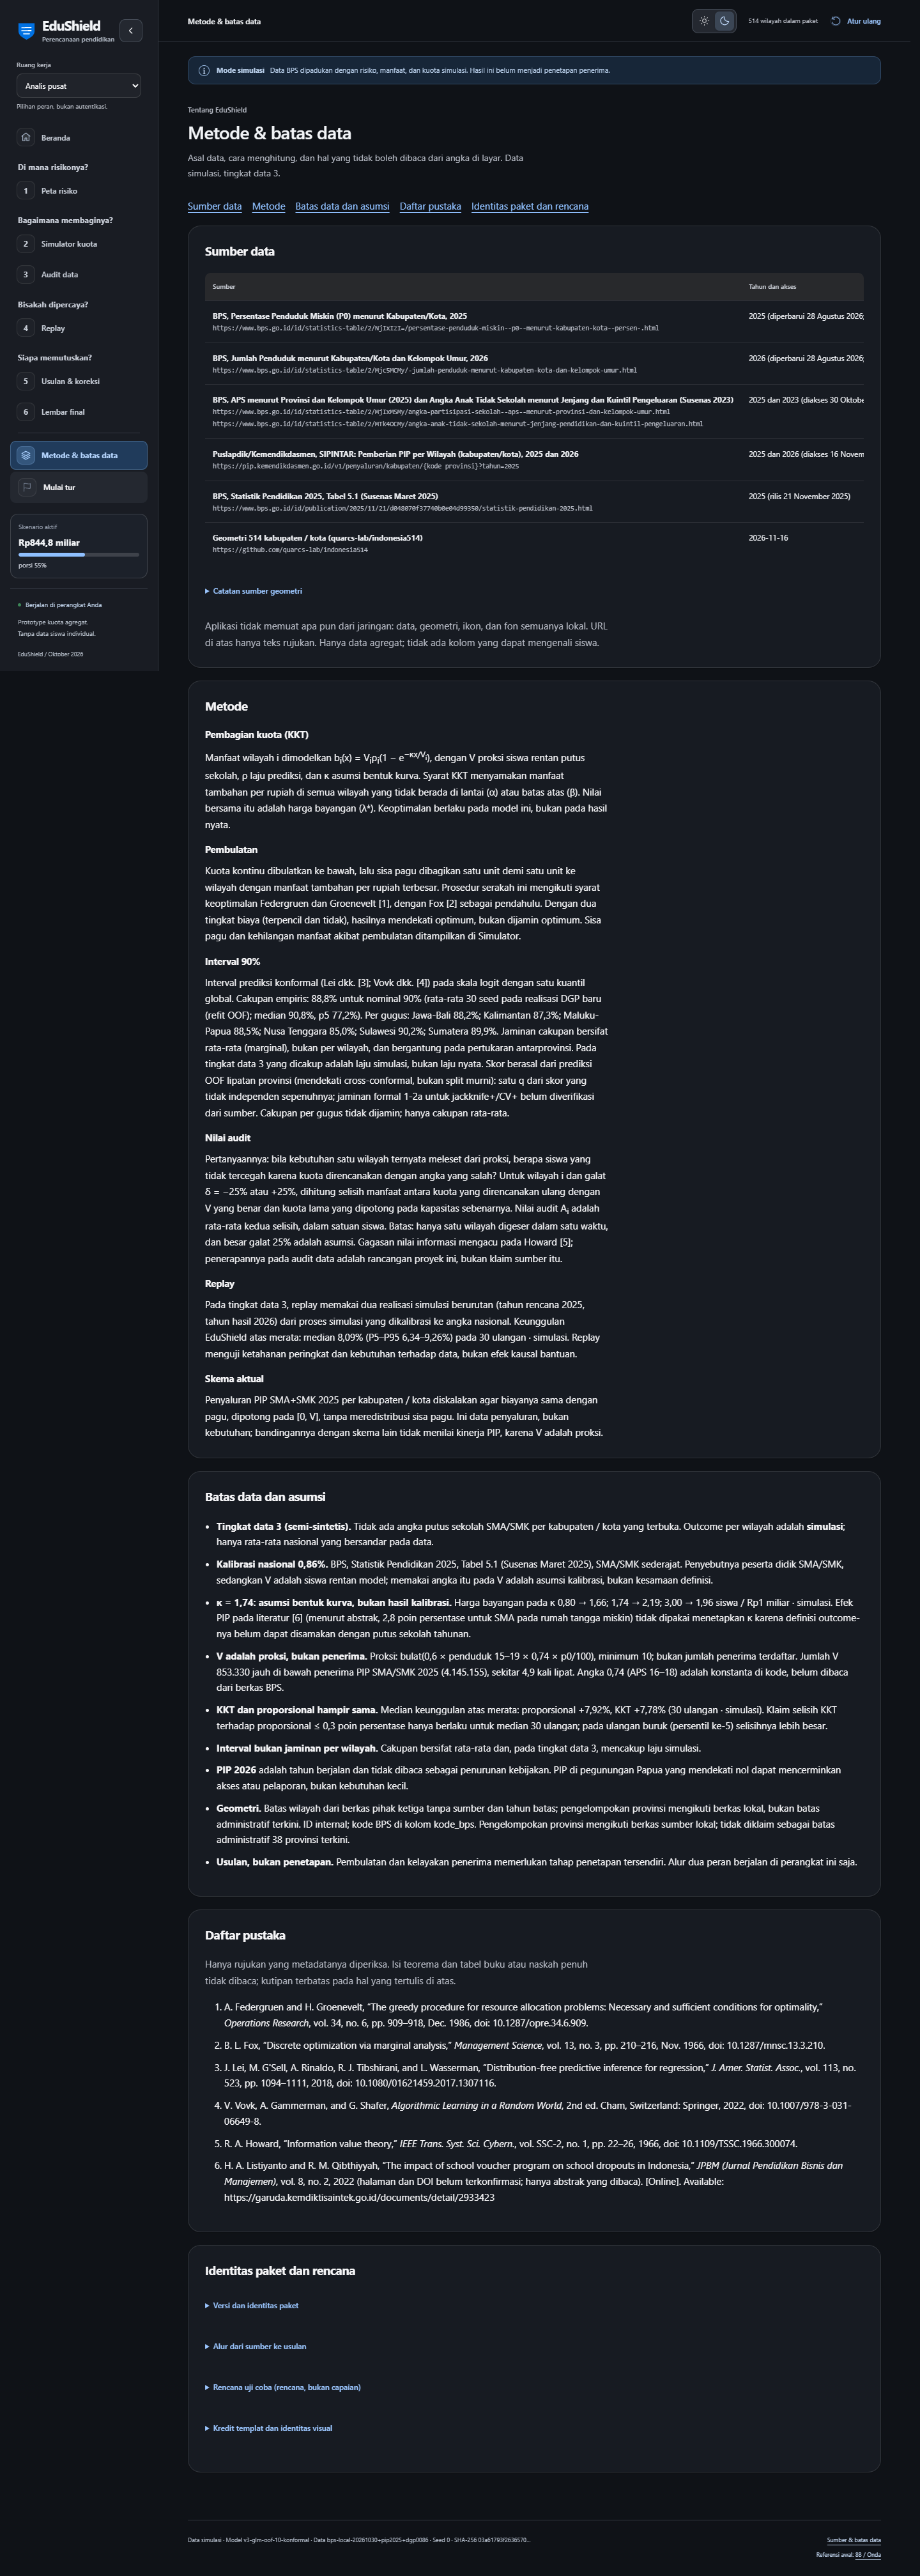 EduShield
Perencanaan pendidikan
Ruang kerja
Analis pusat
Pilihan peran, bukan autentikasi.
Beranda
Di mana risikonya?
1 Peta risiko
Bagaimana membaginya?
2 Simulator kuota
3 Audit data
Bisakah dipercaya?
4 Replay
Siapa memutuskan?
5 Usulan & koreksi
6 Lembar final
Metode & batas data
Mulai tur
Skenario aktif
Rp844,8 miliar
porsi 55%
Berjalan di perangkat Anda
Prototype kuota agregat.
Tanpa data siswa individual.
EduShield / Oktober 2026
Metode & batas data
514 wilayah dalam paket
Atur ulang
Mode simulasi Data BPS dipadukan dengan risiko, manfaat, dan kuota simulasi. Hasil ini belum menjadi penetapan penerima.
Tentang EduShield
Metode & batas data
Asal data, cara menghitung, dan hal yang tidak boleh dibaca dari angka di layar. Data
simulasi, tingkat data 3.
Sumber data Metode Batas data dan asumsi Daftar pustaka Identitas paket dan rencana
Sumber data
Sumber Tahun dan akses
BPS, Persentase Penduduk Miskin (P0) menurut Kabupaten/Kota, 2025 2025 (diperbarui 28 Agustus 2026;
BPS, Jumlah Penduduk menurut Kabupaten/Kota dan Kelompok Umur, 2026 2026 (diperbarui 28 Agustus 2026;
BPS, APS menurut Provinsi dan Kelompok Umur (2025) dan Angka Anak Tidak Sekolah menurut Jenjang dan Kuintil Pengeluaran (Susenas 2023) 2025 dan 2023 (diakses 30 Oktobe
Puslapdik/Kemendikdasmen, SIPINTAR: Pemberian PIP per Wilayah (kabupaten/kota), 2025 dan 2026 2025 dan 2026 (diakses 16 Novem
https://pip.kemendikdasmen.go.id/v1/penyaluran/kabupaten/{kode provinsi}?tahun=2025
BPS, Statistik Pendidikan 2025, Tabel 5.1 (Susenas Maret 2025) 2025 (rilis 21 November 2025)
Geometri 514 kabupaten / kota (quarcs-lab/indonesia514) 2026-11-16
https://github.com/quarcs-lab/indonesia514
Catatan sumber geometri
Aplikasi tidak memuat apa pun dari jaringan: data, geometri, ikon, dan fon semuanya lokal. URL
di atas hanya teks rujukan. Hanya data agregat; tidak ada kolom yang dapat mengenali siswa.
Metode
Pembagian kuota (KKT)
Manfaat wilayah i dimodelkan bᵢ(x) = Vᵢρᵢ(1 − e^(−κx/Vᵢ)), dengan V proksi siswa rentan putus
sekolah, ρ laju prediksi, dan κ asumsi bentuk kurva. Syarat KKT menyamakan manfaat
tambahan per rupiah di semua wilayah yang tidak berada di lantai (α) atau batas atas (β). Nilai
bersama itu adalah harga bayangan (λ*). Keoptimalan berlaku pada model ini, bukan pada hasil
nyata.
Pembulatan
Kuota kontinu dibulatkan ke bawah, lalu sisa pagu dibagikan satu unit demi satu unit ke
wilayah dengan manfaat tambahan per rupiah terbesar. Prosedur serakah ini mengikuti syarat
keoptimalan Federgruen dan Groenevelt [1], dengan Fox [2] sebagai pendahulu. Dengan dua
tingkat biaya (terpencil dan tidak), hasilnya mendekati optimum, bukan dijamin optimum. Sisa
pagu dan kehilangan manfaat akibat pembulatan ditampilkan di Simulator.
Interval 90%
Interval prediksi konformal (Lei dkk. [3]; Vovk dkk. [4]) pada skala logit dengan satu kuantil
global. Cakupan empiris: 88,8% untuk nominal 90% (rata-rata 30 seed pada realisasi DGP baru
(refit OOF); median 90,8%, p5 77,2%). Per gugus: Jawa-Bali 88,2%; Kalimantan 87,3%; Maluku-
Papua 88,5%; Nusa Tenggara 85,0%; Sulawesi 90,2%; Sumatera 89,9%. Jaminan cakupan bersifat
rata-rata (marginal), bukan per wilayah, dan bergantung pada pertukaran antarprovinsi. Pada
tingkat data 3 yang dicakup adalah laju simulasi, bukan laju nyata. Skor berasal dari prediksi
OOF lipatan provinsi (mendekati cross-conformal, bukan split murni): satu q dari skor yang
tidak independen sepenuhnya; jaminan formal 1-2a untuk jackknife+/CV+ belum diverifikasi
dari sumber. Cakupan per gugus tidak dijamin; hanya cakupan rata-rata.
Nilai audit
Pertanyaannya: bila kebutuhan satu wilayah ternyata meleset dari proksi, berapa siswa yang
tidak tercegah karena kuota direncanakan dengan angka yang salah? Untuk wilayah i dan galat
δ = −25% atau +25%, dihitung selisih manfaat antara kuota yang direncanakan ulang dengan
V yang benar dan kuota lama yang dipotong pada kapasitas sebenarnya. Nilai audit Aᵢ adalah
rata-rata kedua selisih, dalam satuan siswa. Batas: hanya satu wilayah digeser dalam satu waktu,
dan besar galat 25% adalah asumsi. Gagasan nilai informasi mengacu pada Howard [5];
penerapannya pada audit data adalah rancangan proyek ini, bukan klaim sumber itu.
Replay
Pada tingkat data 3, replay memakai dua realisasi simulasi berurutan (tahun rencana 2025,
tahun hasil 2026) dari proses simulasi yang dikalibrasi ke angka nasional. Keunggulan
EduShield atas merata: median 8,09% (P5–P95 6,34–9,26%) pada 30 ulangan · simulasi. Replay
menguji ketahanan peringkat dan kebutuhan terhadap data, bukan efek kausal bantuan.
Skema aktual
Penyaluran PIP SMA+SMK 2025 per kabupaten / kota diskalakan agar biayanya sama dengan
pagu, dipotong pada [0, V], tanpa meredistribusi sisa pagu. Ini data penyaluran, bukan
kebutuhan; bandingannya dengan skema lain tidak menilai kinerja PIP, karena V adalah proksi.
Batas data dan asumsi
• Tingkat data 3 (semi-sintetis). Tidak ada angka putus sekolah SMA/SMK per kabupaten / kota yang terbuka. Outcome per wilayah adalah simulasi;
hanya rata-rata nasional yang bersandar pada data.
• Kalibrasi nasional 0,86%. BPS, Statistik Pendidikan 2025, Tabel 5.1 (Susenas Maret 2025), SMA/SMK sederajat. Penyebutnya peserta didik SMA/SMK,
sedangkan V adalah siswa rentan model; memakai angka itu pada V adalah asumsi kalibrasi, bukan kesamaan definisi.
• κ = 1,74: asumsi bentuk kurva, bukan hasil kalibrasi. Harga bayangan pada κ 0,80 → 1,66; 1,74 → 2,19; 3,00 → 1,96 siswa / Rp1 miliar · simulasi. Efek
PIP pada literatur [6] (menurut abstrak, 2,8 poin persentase untuk SMA pada rumah tangga miskin) tidak dipakai menetapkan κ karena definisi outcome-
nya belum dapat disamakan dengan putus sekolah tahunan.
• V adalah proksi, bukan penerima. Proksi: bulat(0,6 × penduduk 15–19 × 0,74 × p0/100), minimum 10; bukan jumlah penerima terdaftar. Jumlah V
853.330 jauh di bawah penerima PIP SMA/SMK 2025 (4.145.155), sekitar 4,9 kali lipat. Angka 0,74 (APS 16–18) adalah konstanta di kode, belum dibaca
dari berkas BPS.
• KKT dan proporsional hampir sama. Median keunggulan atas merata: proporsional +7,92%, KKT +7,78% (30 ulangan · simulasi). Klaim selisih KKT
terhadap proporsional ≤ 0,3 poin persentase hanya berlaku untuk median 30 ulangan; pada ulangan buruk (persentil ke-5) selisihnya lebih besar.
• Interval bukan jaminan per wilayah. Cakupan bersifat rata-rata dan, pada tingkat data 3, mencakup laju simulasi.
• PIP 2026 adalah tahun berjalan dan tidak dibaca sebagai penurunan kebijakan. PIP di pegunungan Papua yang mendekati nol dapat mencerminkan
akses atau pelaporan, bukan kebutuhan kecil.
• Geometri. Batas wilayah dari berkas pihak ketiga tanpa sumber dan tahun batas; pengelompokan provinsi mengikuti berkas lokal, bukan batas
administratif terkini. ID internal; kode BPS di kolom kode_bps. Pengelompokan provinsi mengikuti berkas sumber lokal; tidak diklaim sebagai batas
administratif 38 provinsi terkini.
• Usulan, bukan penetapan. Pembulatan dan kelayakan penerima memerlukan tahap penetapan tersendiri. Alur dua peran berjalan di perangkat ini saja.
Daftar pustaka
Hanya rujukan yang metadatanya diperiksa. Isi teorema dan tabel buku atau naskah penuh
tidak dibaca; kutipan terbatas pada hal yang tertulis di atas.
1. A. Federgruen and H. Groenevelt, "The greedy procedure for resource allocation problems: Necessary and sufficient conditions for optimality,"
Operations Research, vol. 34, no. 6, pp. 909–918, Dec. 1986, doi: 10.1287/opre.34.6.909.
2. B. L. Fox, "Discrete optimization via marginal analysis," Management Science, vol. 13, no. 3, pp. 210–216, Nov. 1966, doi: 10.1287/mnsc.13.3.210.
3. J. Lei, M. G'Sell, A. Rinaldo, R. J. Tibshirani, and L. Wasserman, "Distribution-free predictive inference for regression," J. Amer. Statist. Assoc., vol. 113, no.
523, pp. 1094–1111, 2018, doi: 10.1080/01621459.2017.1307116.
4. V. Vovk, A. Gammerman, and G. Shafer, Algorithmic Learning in a Random World, 2nd ed. Cham, Switzerland: Springer, 2022, doi: 10.1007/978-3-031-
06649-8.
5. R. A. Howard, "Information value theory," IEEE Trans. Syst. Sci. Cybern., vol. SSC-2, no. 1, pp. 22–26, 1966, doi: 10.1109/TSSC.1966.300074.
6. H. A. Listiyanto and R. M. Qibthiyyah, "The impact of school voucher program on school dropouts in Indonesia," JPBM (Jurnal Pendidikan Bisnis dan
Manajemen), vol. 8, no. 2, 2022 (halaman dan DOI belum terkonfirmasi; hanya abstrak yang dibaca). [Online]. Available:
https://garuda.kemdiktisaintek.go.id/documents/detail/2933423
Identitas paket dan rencana
Versi dan identitas paket
Alur dari sumber ke usulan
Rencana uji coba (rencana, bukan capaian)
Kredit templat dan identitas visual
Data simulasi · Model v3-glm-oof-10-konformal · Data bps-local-20261030+pip2025+dgp0086 · Seed 0 · SHA-256 03a61793f2636570...
Sumber & batas data
Referensi awal: 8B / Onda